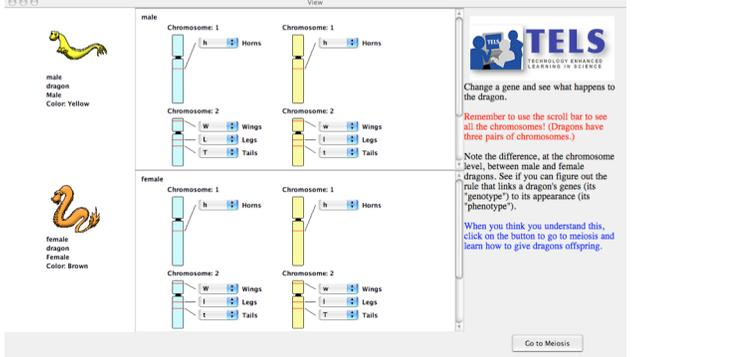 View
male
Chromosome: 1
Chromosome: 1
h Horns
h Horns
male
dragon
Male
Color: Yellow
Chromosome: 2
Chromosome: 2
W Wings
w Wings
L Legs
l Legs
T Tails
t Tails
female
Chromosome: 1
Chromosome: 1
h Horns
h Horns
female
dragon
Female
Color: Brown
Chromosome: 2
Chromosome: 2
W Wings
w Wings
l Legs
l Legs
t Tails
T Tails
TELS
TELS
TECHNOLOGY ENHANCED
LEARNING IN SCIENCE
Change a gene and see what happens to
the dragon.
Remember to use the scroll bar to see
all the chromosomes! (Dragons have
three pairs of chromosomes.)
Note the difference, at the chromosome
level, between male and female
dragons. See if you can figure out the
rule that links a dragon's genes (its
"genotype") to its appearance (its
"phenotype").
When you think you understand this,
click on the button to go to meiosis and
learn how to give dragons offspring.
Go to Meiosis